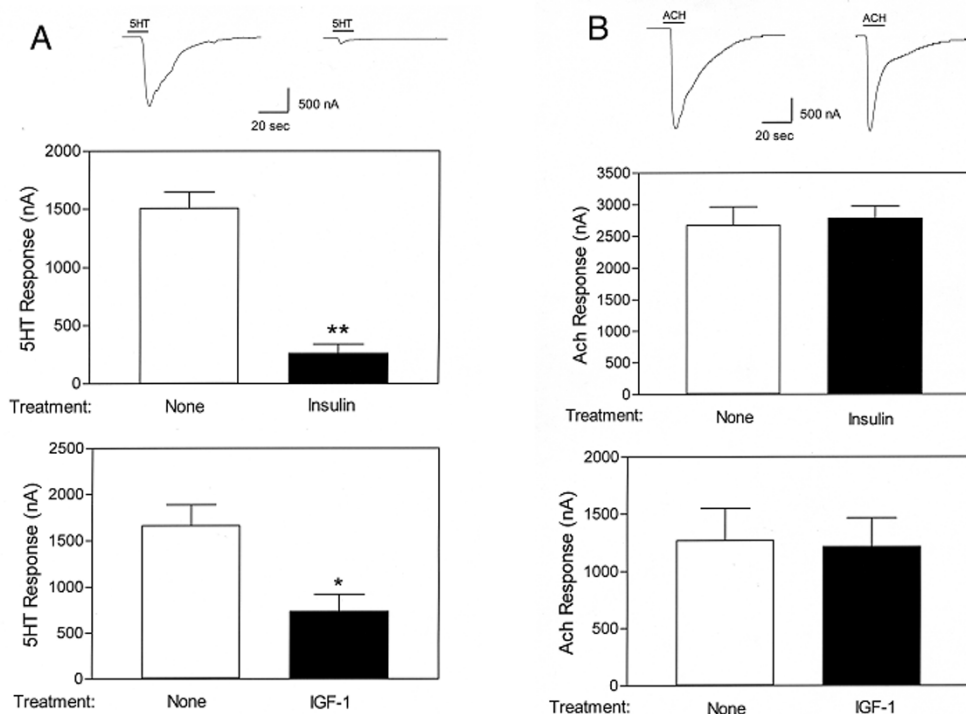 A
5HT
5HT
500 nA
20 sec
2000
1500
1000
500
0
5HT Response (nA)
**
Treatment: None Insulin
2500
2000
1500
1000
500
0
5HT Response (nA)
*
Treatment: None IGF-1
B
ACH
ACH
500 nA
20 sec
3500
3000
2500
2000
1500
1000
500
0
Ach Response (nA)
Treatment: None Insulin
2000
1500
1000
500
0
Ach Response (nA)
Treatment: None IGF-1